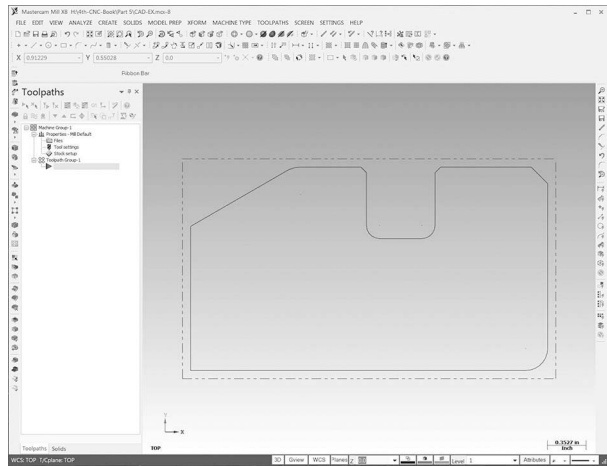 Mastercam Mill X8 H:\4th-CNC-Book\Part 5\CAD-EX.mcx-8
FILE EDIT VIEW ANALYZE CREATE SOLIDS MODEL PREP XFORM MACHINE TYPE TOOLPATHS SCREEN SETTINGS HELP
X 0.91229 Y 0.55028 Z 0.0
Ribbon Bar
Toolpaths
Machine Group-1
Properties - Mill Default
Files
Tool settings
Stock setup
Toolpath Group-1
Y
X
Toolpaths Solids
TOP
0.3527 in
Inch
WCS: TOP T/Cplane: TOP
3D Gview WCS Planes Z 0.0 Level 1 Attributes